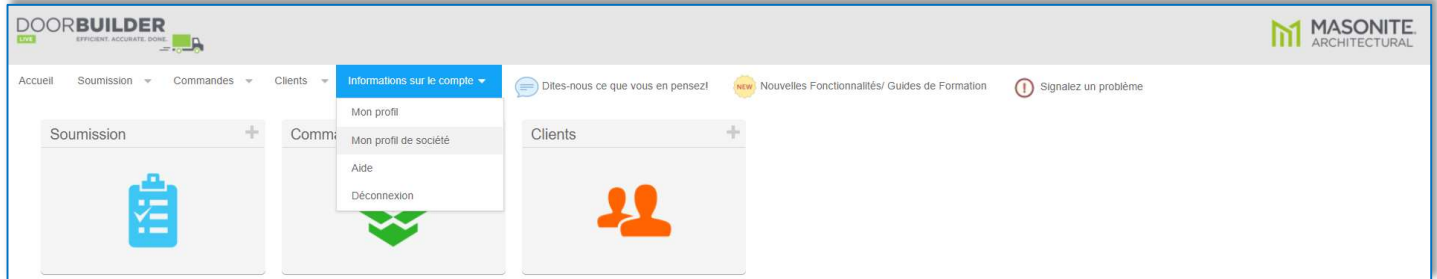 DOORBUILDER
LIVE EFFICIENT. ACCURATE. DONE.
MASONITE.
ARCHITECTURAL
Accueil Soumission Commandes Clients Informations sur le compte Dites-nous ce que vous en pensez! NEW Nouvelles Fonctionnalités/ Guides de Formation Signalez un problème
Mon profil
Mon profil de société
Aide
Déconnexion
Soumission Comma Clients